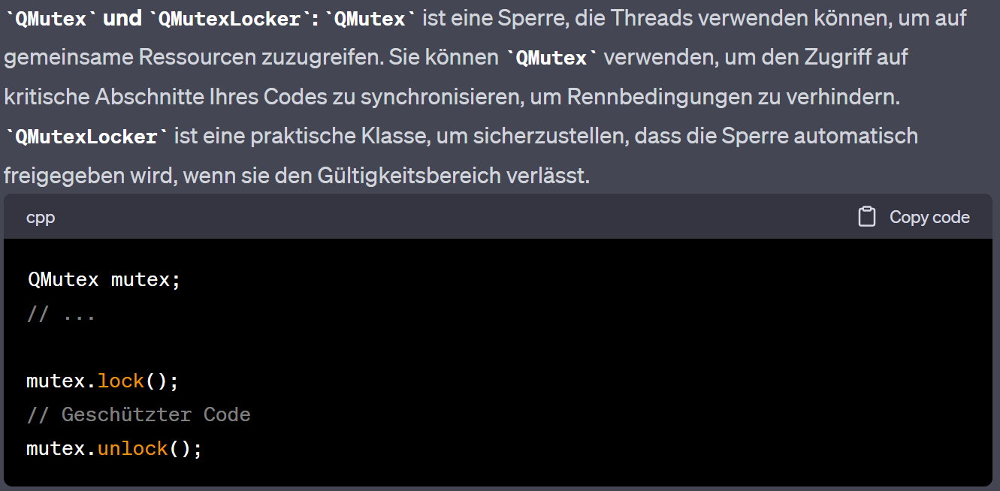 `QMutex` und `QMutexLocker`: `QMutex` ist eine Sperre, die Threads verwenden können, um auf
gemeinsame Ressourcen zuzugreifen. Sie können `QMutex` verwenden, um den Zugriff auf
kritische Abschnitte Ihres Codes zu synchronisieren, um Rennbedingungen zu verhindern.
`QMutexLocker` ist eine praktische Klasse, um sicherzustellen, dass die Sperre automatisch
freigegeben wird, wenn sie den Gültigkeitsbereich verlässt.
cpp Copy code
QMutex mutex;
// ...
mutex.lock();
// Geschützter Code
mutex.unlock();